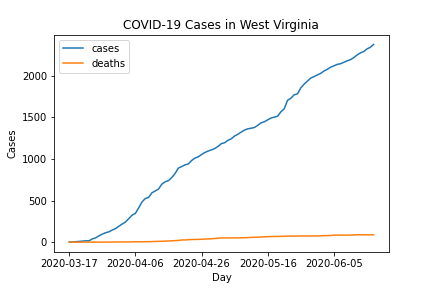 COVID-19 Cases in West Virginia
cases
deaths
2000
1500
1000
500
0
Cases
2020-03-17 2020-04-06 2020-04-26 2020-05-16 2020-06-05
Day